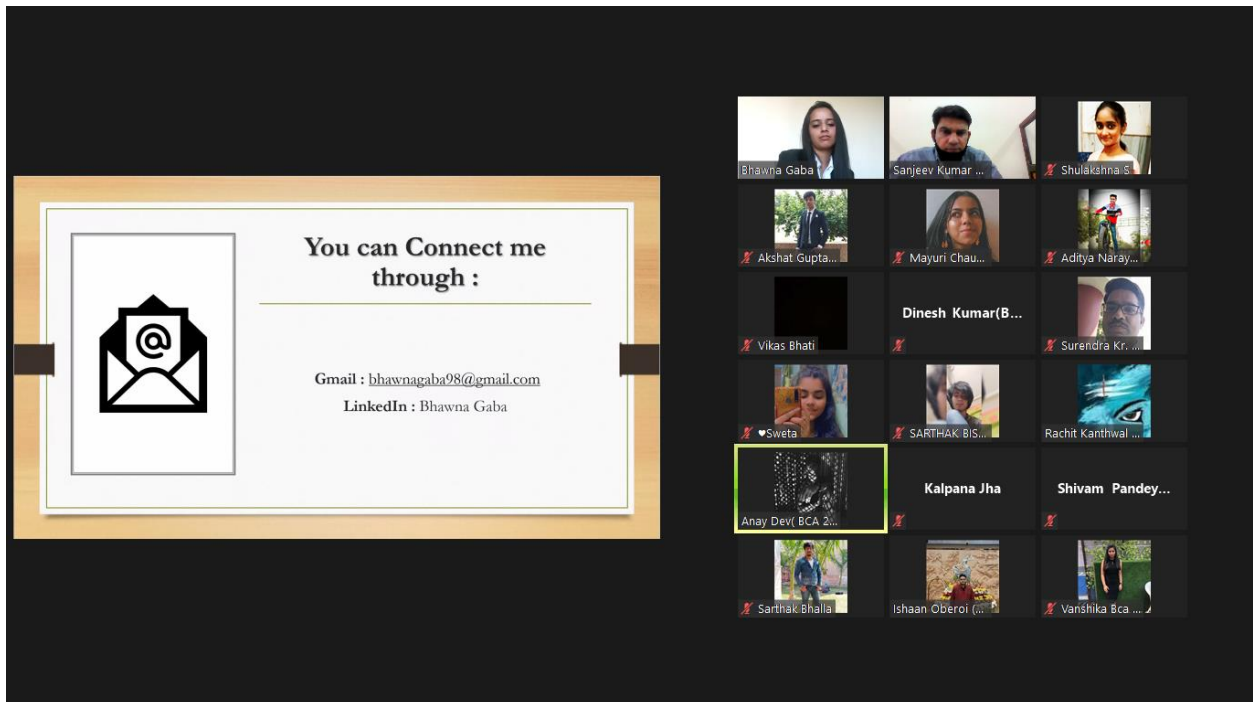 You can Connect me
through :
@
Gmail : bhawnagaba98@gmail.com
LinkedIn : Bhawna Gaba
Bhawna Gaba
Sanjeev Kumar ...
Shulakshna S
Akshat Gupta...
Mayuri Chau...
Aditya Naray...
Vikas Bhati
Dinesh Kumar(B...
Surendra Kr. ...
♥Sweta
SARTHAK BIS...
Rachit Kanthwal ...
Anay Dev( BCA 2...
Kalpana Jha
Shivam Pandey...
Sarthak Bhalla
Ishaan Oberoi (...
Vanshika Bca ...